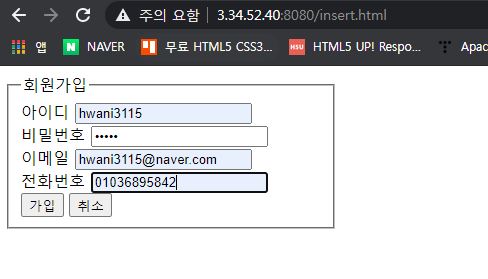 주의 요함 3.34.52.40:8080/insert.html
앱 NAVER 무료 HTML5 CSS3... HSU HTML5 UP! Respo... Apac
회원가입
아이디 hwani3115
비밀번호 •••••
이메일 hwani3115@naver.com
전화번호 01036895842
가입 취소